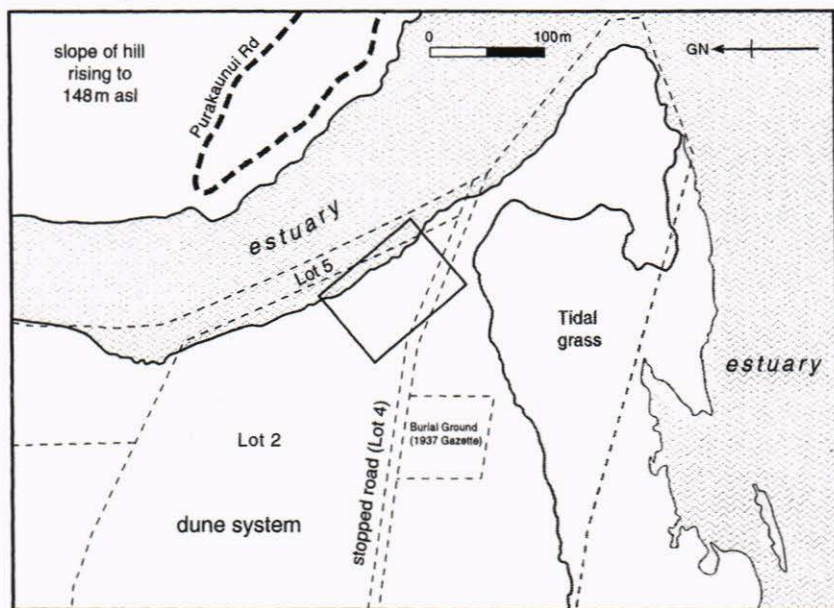 slope of hill
rising to
148m asl
Purakaunui Rd
0 100m
GN
estuary
Lot 5
Tidal
grass
estuary
Burial Ground
(1937 Gazette)
Lot 2
stopped road (Lot 4)
dune system